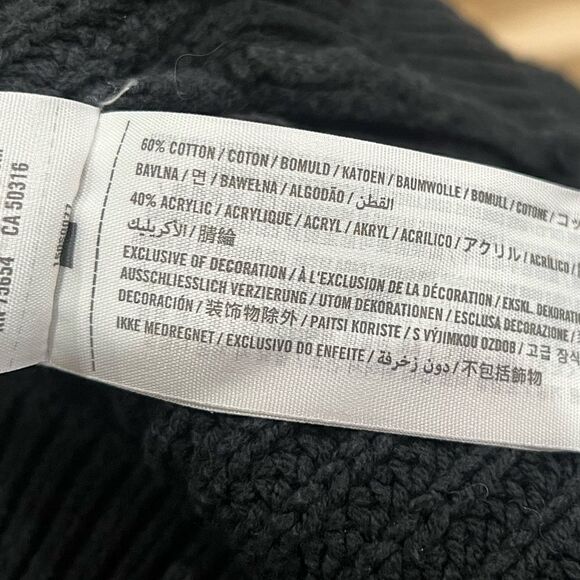 CA 50316
60% COTTON / COTON / BOMULD / KATOEN / BAUMWOLLE / BOMULL / COTONE / コッ
BAVLNA / 면 / BAWEŁNA / ALGODÃO / القطن
40% ACRYLIC / ACRYLIQUE / ACRYL / AKRYL / ACRILICO / アクリル / ACRÍLICO /
الأكريليك / 腈綸
EXCLUSIVE OF DECORATION / À L'EXCLUSION DE LA DÉCORATION / EKSKL. DEKORATION
AUSSCHLIESSLICH VERZIERUNG / UTOM DEKORATIONEN / ESCLUSA DECORAZIONE /
DECORACIÓN / 装饰物除外 / PAITSI KORISTE / S VÝJIMKOU OZDOB / 고급 장식
IKKE MEDREGNET / EXCLUSIVO DO ENFEITE / دون زخرفة / 不包括飾物